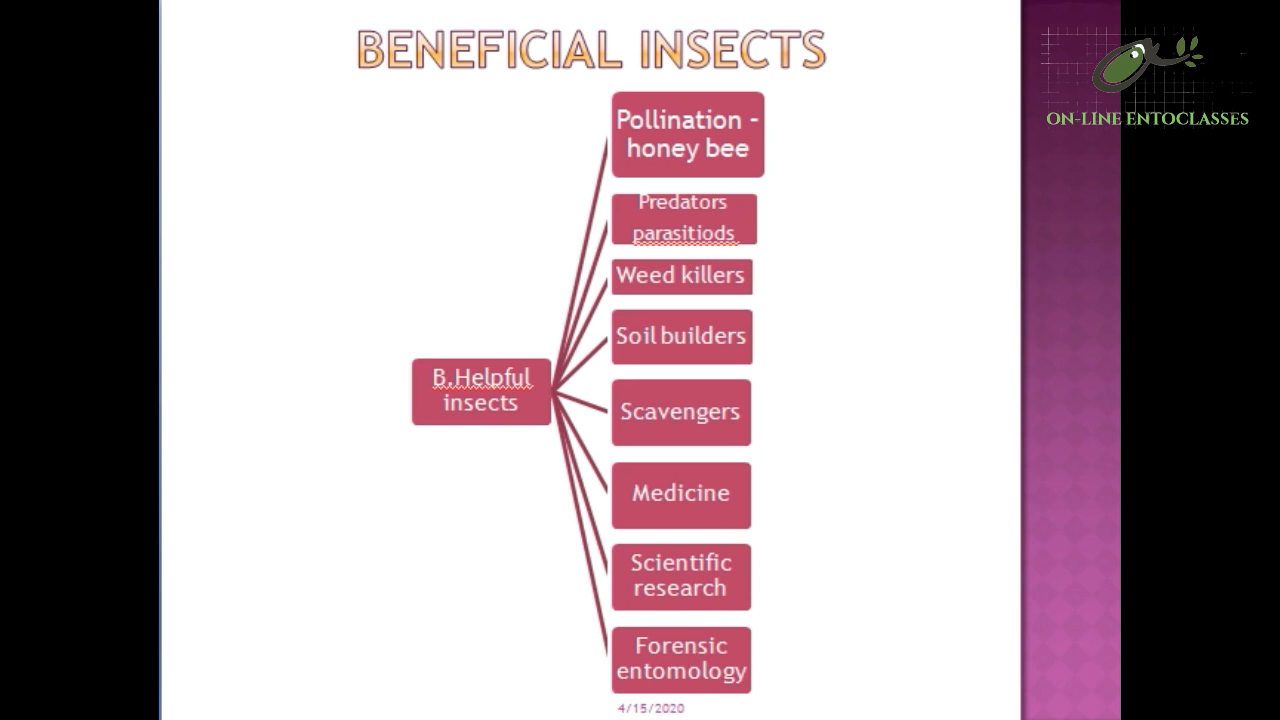 BENEFICIAL INSECTS
ON-LINE ENTOCLASSES
Pollination -
honey bee
Predators
parasitiods
Weed killers
Soil builders
B.Helpful
insects
Scavengers
Medicine
Scientific
research
Forensic
entomology
4/15/2020